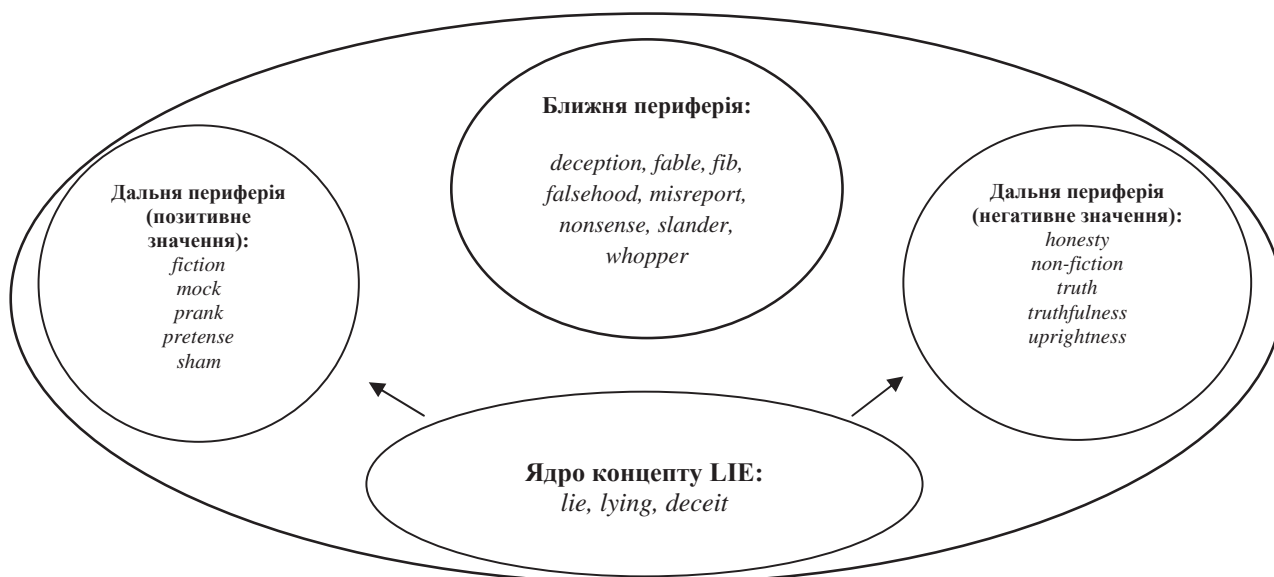 Ближня периферія:
deception, fable, fib,
falsehood, misreport,
nonsense, slander,
whopper
Дальня периферія
(позитивне
значення):
fiction
mock
prank
pretense
sham
Дальня периферія
(негативне значення):
honesty
non-fiction
truth
truthfulness
uprightness
Ядро концепту LIE:
lie, lying, deceit